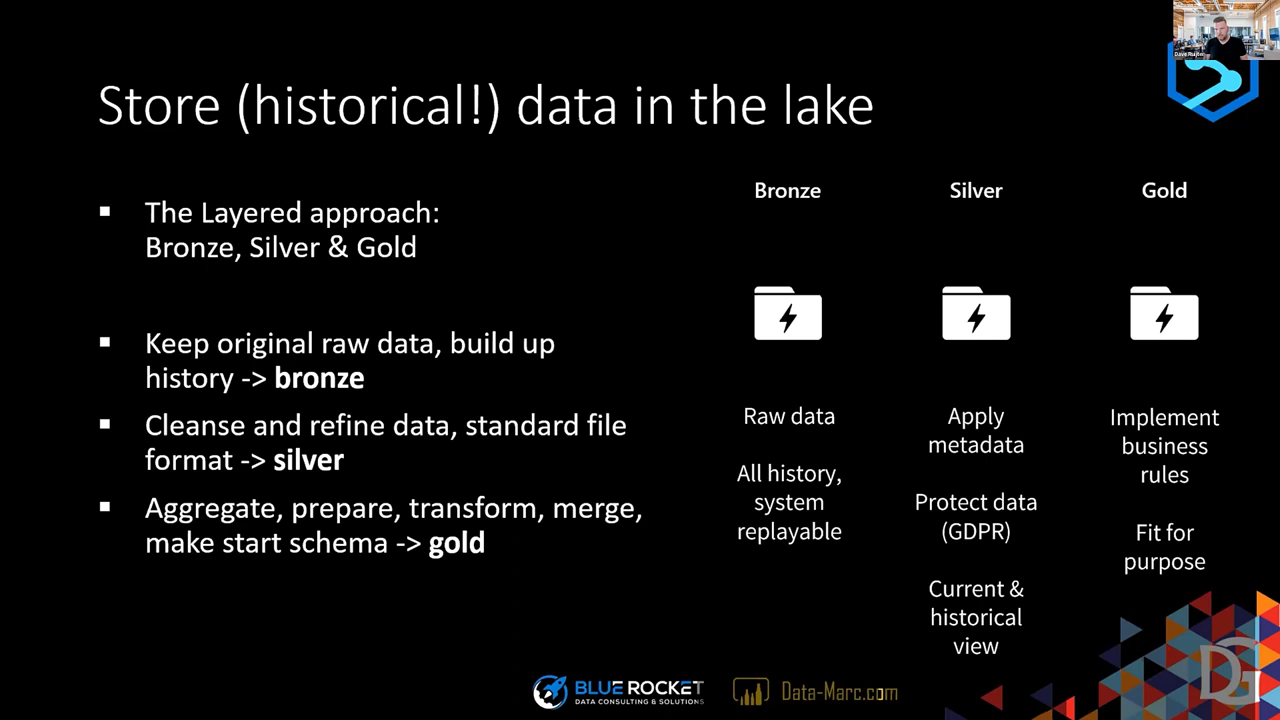 Dave Ruijter
Store (historical!) data in the lake
The Layered approach:
Bronze, Silver & Gold
Keep original raw data, build up
history -> bronze
Cleanse and refine data, standard file
format -> silver
Aggregate, prepare, transform, merge,
make start schema -> gold
Bronze
Raw data
All history,
system
replayable
Silver
Apply
metadata
Protect data
(GDPR)
Current &
historical
view
Gold
Implement
business
rules
Fit for
purpose
BLUE ROCKET
DATA CONSULTING & SOLUTIONS
Data-Marc.com
DG